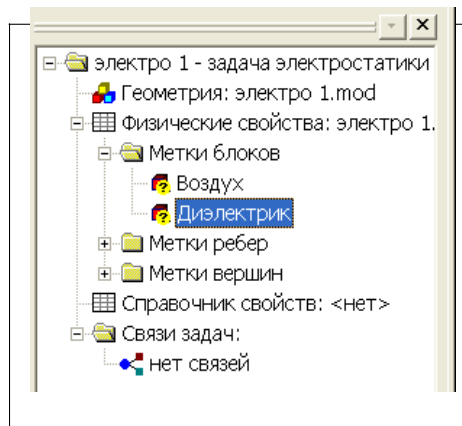 электро 1 - задача электростатики
Геометрия: электро 1.mod
Физические свойства: электро 1.
Метки блоков
Воздух
Диэлектрик
Метки ребер
Метки вершин
Справочник свойств: <нет>
Связи задач:
нет связей